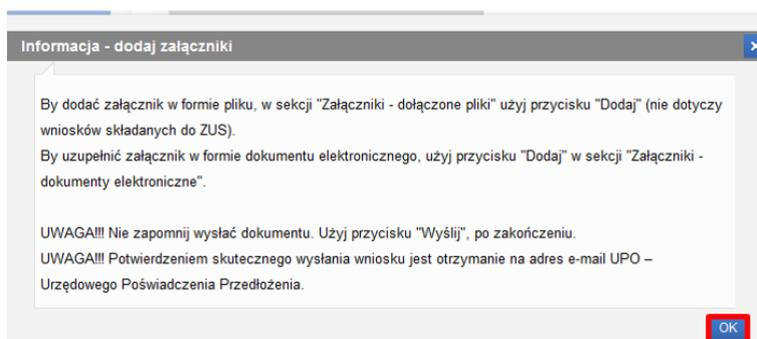 Informacja - dodaj załączniki
By dodać załącznik w formie pliku, w sekcji "Załączniki - dołączone pliki" użyj przycisku "Dodaj" (nie dotyczy
wniosków składanych do ZUS).
By uzupełnić załącznik w formie dokumentu elektronicznego, użyj przycisku "Dodaj" w sekcji "Załączniki -
dokumenty elektroniczne".
UWAGA!!! Nie zapomnij wysłać dokumentu. Użyj przycisku "Wyślij", po zakończeniu.
UWAGA!!! Potwierdzeniem skutecznego wysłania wniosku jest otrzymanie na adres e-mail UPO –
Urzędowego Poświadczenia Przedłożenia.
OK